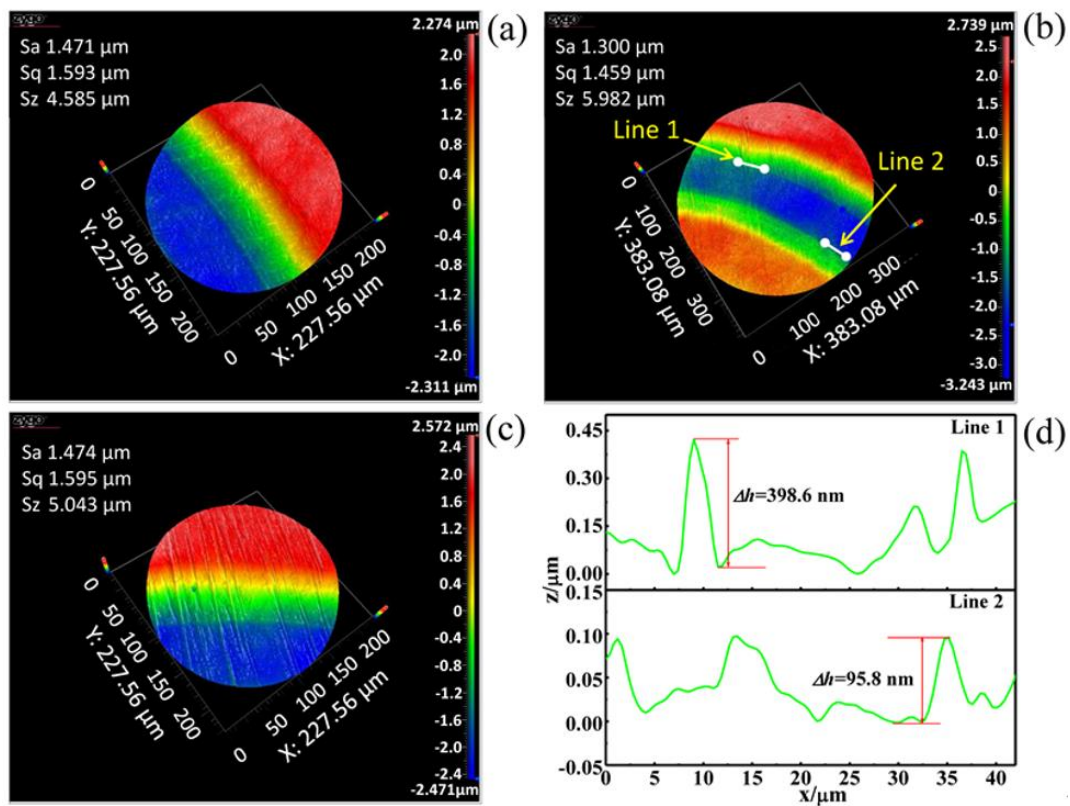 zygo
2.274 µm
(a)
Sa 1.471 µm
Sq 1.593 µm
Sz 4.585 µm
2.0
1.6
1.2
0.8
0.4
0
-0.4
-0.8
-1.2
-1.6
-2.0
-2.311 µm
0
50
100
150
200
Y: 227.56 µm
0
50
100
150
200
X: 227.56 µm
zygo
2.739 µm
(b)
Sa 1.300 µm
Sq 1.459 µm
Sz 5.982 µm
Line 1
Line 2
2.5
2.0
1.5
1.0
0.5
0
-0.5
-1.0
-1.5
-2.0
-2.5
-3.0
-3.243 µm
0
100
200
300
Y: 383.08 µm
0
100
200
300
X: 383.08 µm
zygo
2.572 µm
(c)
Sa 1.474 µm
Sq 1.595 µm
Sz 5.043 µm
2.4
2.0
1.6
1.2
0.8
0.4
0
-0.4
-0.8
-1.2
-1.6
-2.0
-2.4
-2.471 µm
0
50
100
150
200
Y: 227.56 µm
0
50
100
150
200
X: 227.56 µm
(d)
Line 1
0.45
0.30
0.15
0.00
Δh=398.6 nm
z/µm
Line 2
0.15
0.10
0.05
0.00
-0.05
Δh=95.8 nm
0 5 10 15 20 25 30 35 40
x/µm